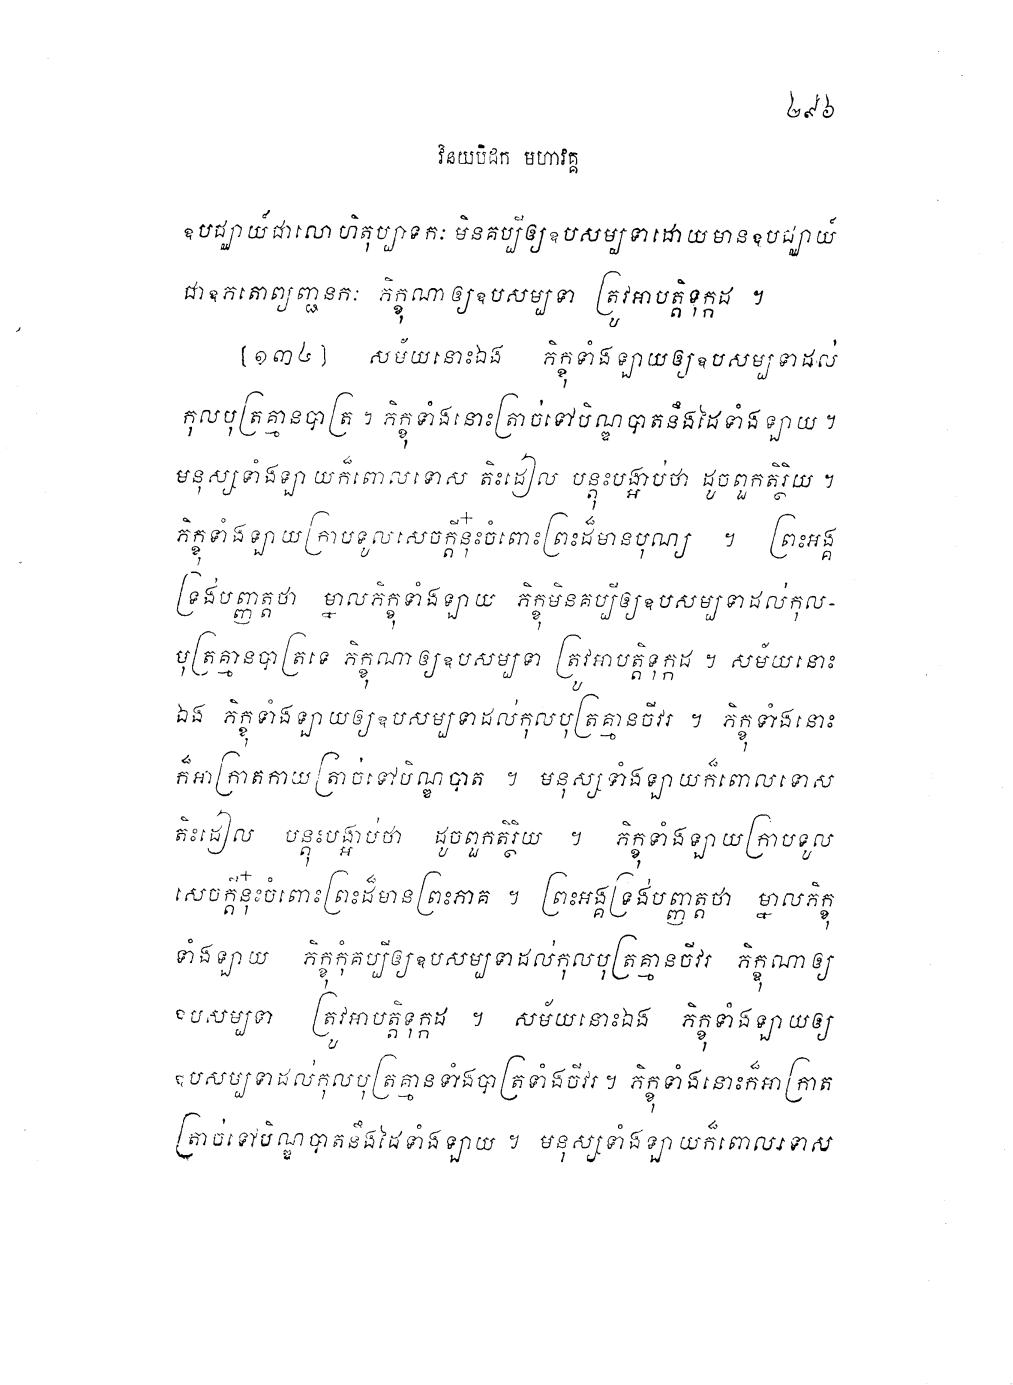 ២៩៦
វិនយបិដក មហាវគ្គ
ឧបជ្ឈាយ៍ជាលោហិតុប្បាទកៈ មិនគប្បីឲ្យឧបសម្បទាដោយមានឧបជ្ឈាយ៍
ជាឧភតោព្យញ្ជនកៈ ភិក្ខុណាឲ្យឧបសម្បទា ត្រូវអាបត្តិទុក្កដ ។
[១៣៤] សម័យនោះឯង ភិក្ខុទាំងឡាយឲ្យឧបសម្បទាដល់
កុលបុត្រគ្មានបាត្រ ។ ភិក្ខុទាំងនោះត្រាច់ទៅបិណ្ឌបាតនឹងដៃទាំងឡាយ ។
មនុស្សទាំងឡាយក៏ពោលទោស តិះដៀល បន្តុះបង្អាប់ថា ដូចពួកតិរ្ថិយ ។
ភិក្ខុទាំងឡាយក្រាបទូលសេចក្តីនុ៎ះចំពោះព្រះដ៏មានបុណ្យ ។ ព្រះអង្គ
ទ្រង់បញ្ញាត្តថា ម្នាលភិក្ខុទាំងឡាយ ភិក្ខុមិនគប្បីឲ្យឧបសម្បទាដល់កុល-
បុត្រគ្មានបាត្រទេ ភិក្ខុណាឲ្យឧបសម្បទា ត្រូវអាបត្តិទុក្កដ ។ សម័យនោះ
ឯង ភិក្ខុទាំងឡាយឲ្យឧបសម្បទាដល់កុលបុត្រគ្មានចីវរ ។ ភិក្ខុទាំងនោះ
ក៏អាក្រាតកាយត្រាច់ទៅបិណ្ឌបាត ។ មនុស្សទាំងឡាយក៏ពោលទោស
តិះដៀល បន្តុះបង្អាប់ថា ដូចពួកតិរ្ថិយ ។ ភិក្ខុទាំងឡាយក្រាបទូល
សេចក្តីនុ៎ះចំពោះព្រះដ៏មានព្រះភាគ ។ ព្រះអង្គទ្រង់បញ្ញាត្តថា ម្នាលភិក្ខុ
ទាំងឡាយ ភិក្ខុកុំគប្បីឲ្យឧបសម្បទាដល់កុលបុត្រគ្មានចីវរ ភិក្ខុណាឲ្យ
ឧបសម្បទា ត្រូវអាបត្តិទុក្កដ ។ សម័យនោះឯង ភិក្ខុទាំងឡាយឲ្យ
ឧបសម្បទាដល់កុលបុត្រគ្មានទាំងបាត្រទាំងចីវរ ។ ភិក្ខុទាំងនោះក៏អាក្រាត
ត្រាច់ទៅបិណ្ឌបាតនឹងដៃទាំងឡាយ ។ មនុស្សទាំងឡាយក៏ពោលទោស